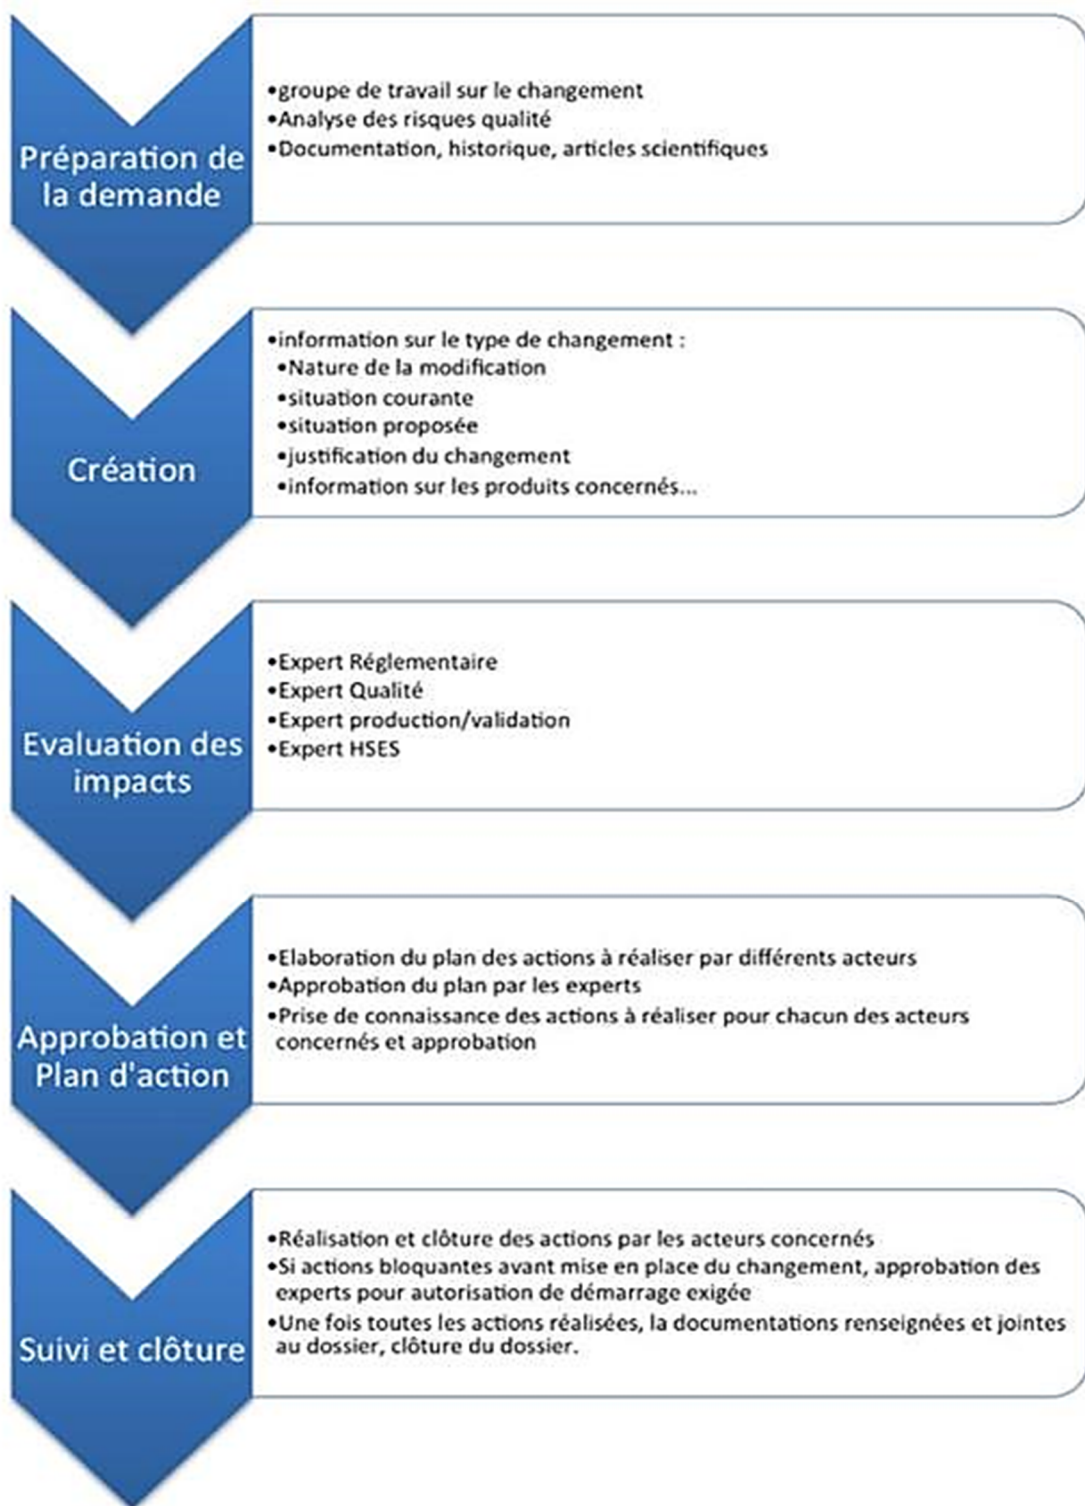 Préparation de
la demande
•groupe de travail sur le changement
•Analyse des risques qualité
•Documentation, historique, articles scientifiques
Création
•information sur le type de changement :
•Nature de la modification
•situation courante
•situation proposée
•justification du changement
•information sur les produits concernés...
Evaluation des
impacts
•Expert Réglementaire
•Expert Qualité
•Expert production/validation
•Expert HSES
Approbation et
Plan d'action
•Elaboration du plan des actions à réaliser par différents acteurs
•Approbation du plan par les experts
•Prise de connaissance des actions à réaliser pour chacun des acteurs
concernés et approbation
Suivi et clôture
•Réalisation et clôture des actions par les acteurs concernés
•Si actions bloquantes avant mise en place du changement, approbation des
experts pour autorisation de démarrage exigée
•Une fois toutes les actions réalisées, la documentations renseignées et jointes
au dossier, clôture du dossier.